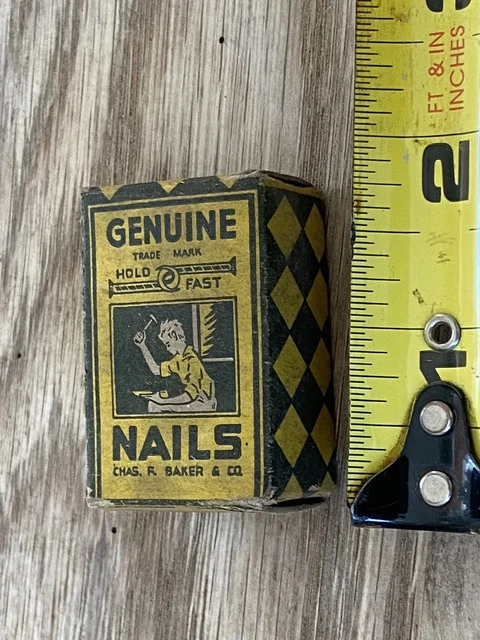 GENUINE
TRADE MARK
HOLD
FAST
NAILS
CHAS. F. BAKER & CO.
FT & IN
INCHES
2
1